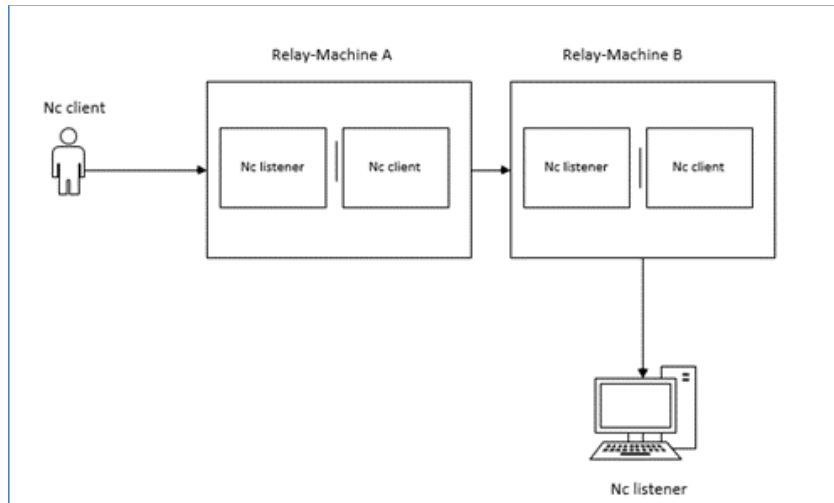 Relay-Machine A
Relay-Machine B
Nc client
Nc listener
Nc client
Nc listener
Nc client
Nc listener